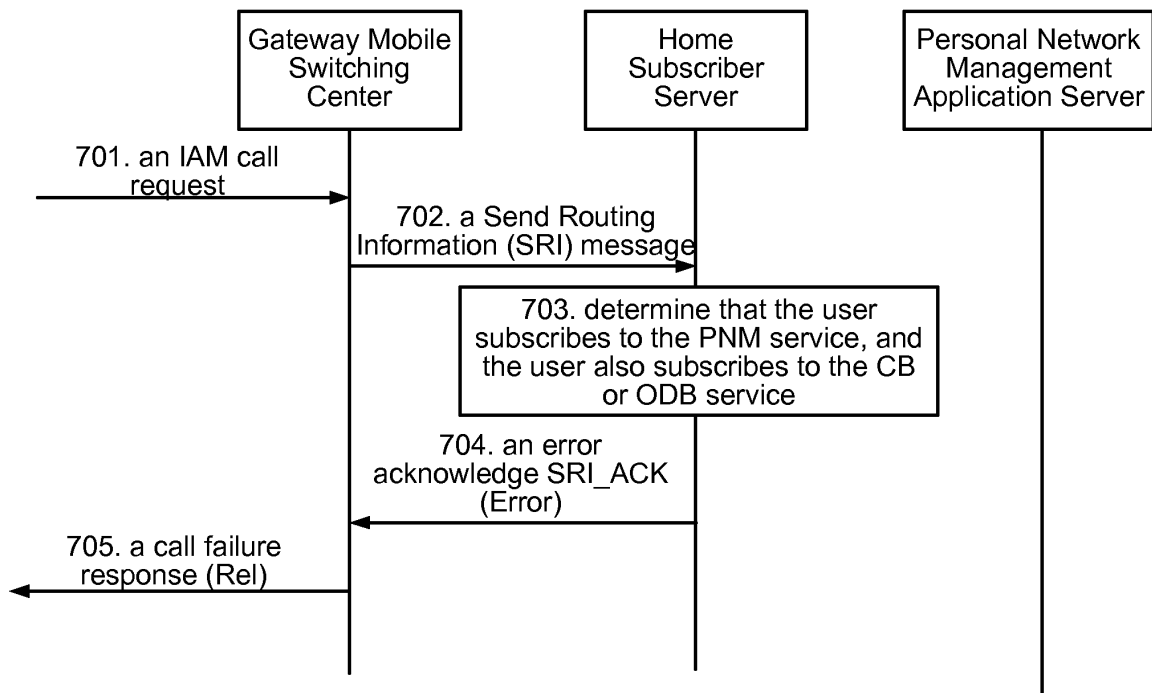 Gateway Mobile
Switching
Center
Home
Subscriber
Server
Personal Network
Management
Application Server
701. an IAM call
request
702. a Send Routing
Information (SRI) message
703. determine that the user
subscribes to the PNM service, and
the user also subscribes to the CB
or ODB service
704. an error
acknowledge SRI_ACK
(Error)
705. a call failure
response (Rel)